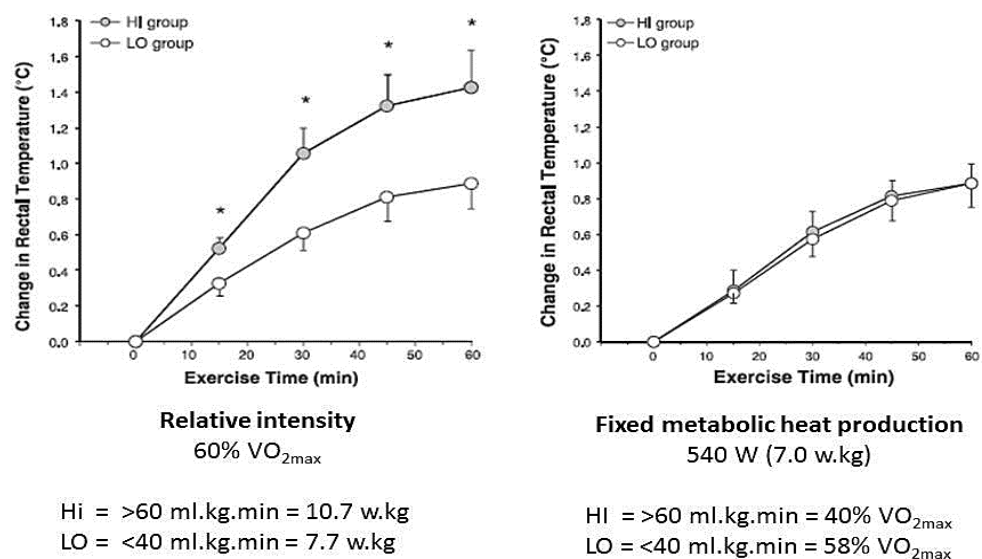 HI group
LO group
*
*
*
*
Change in Rectal Temperature (°C)
1.8
1.6
1.4
1.2
1.0
0.8
0.6
0.4
0.2
0.0
0 10 20 30 40 50 60
Exercise Time (min)
Relative intensity
60% VO2max
Hi = >60 ml.kg.min = 10.7 w.kg
LO = <40 ml.kg.min = 7.7 w.kg
HI group
LO group
Change in Rectal Temperature (°C)
1.8
1.6
1.4
1.2
1.0
0.8
0.6
0.4
0.2
0.0
0 10 20 30 40 50 60
Exercise Time (min)
Fixed metabolic heat production
540 W (7.0 w.kg)
HI = >60 ml.kg.min = 40% VO2max
LO = <40 ml.kg.min = 58% VO2max